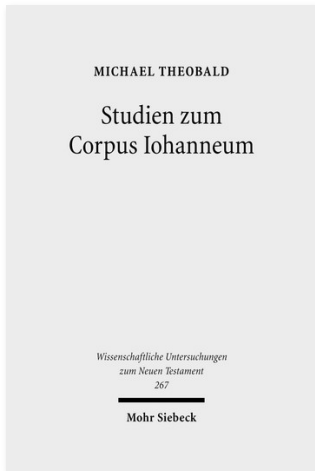 MICHAEL THEOBALD
Studien zum
Corpus Iohanneum
Wissenschaftliche Untersuchungen
zum Neuen Testament
267
Mohr Siebeck